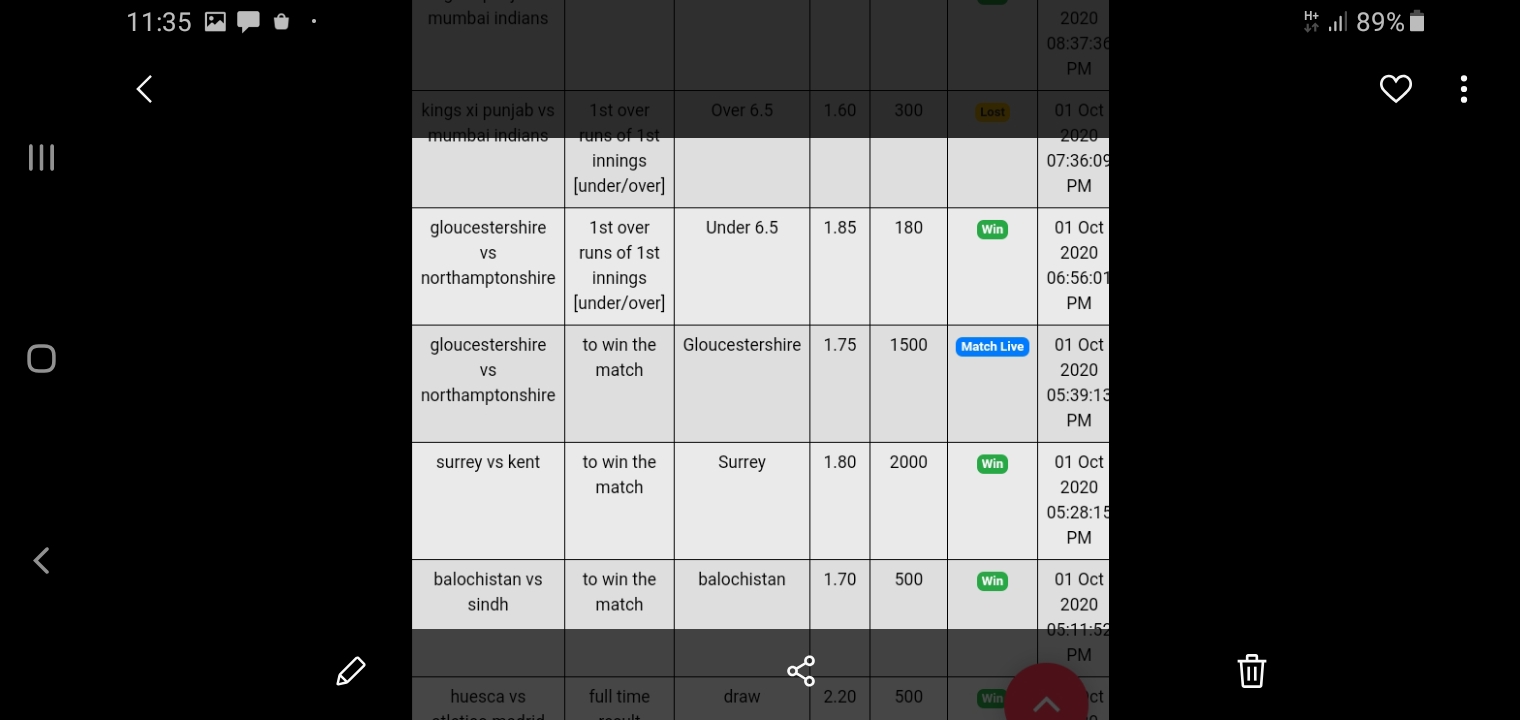 11:35
H+
89%
mumbai indians
2020
08:37:36
PM
kings xi punjab vs
mumbai indians
1st over
runs of 1st
innings
[under/over]
Over 6.5
1.60
300
Lost
01 Oct
2020
07:36:09
PM
gloucestershire
vs
northamptonshire
1st over
runs of 1st
innings
[under/over]
Under 6.5
1.85
180
Win
01 Oct
2020
06:56:01
PM
gloucestershire
vs
northamptonshire
to win the
match
Gloucestershire
1.75
1500
Match Live
01 Oct
2020
05:39:13
PM
surrey vs kent
to win the
match
Surrey
1.80
2000
Win
01 Oct
2020
05:28:15
PM
balochistan vs
sindh
to win the
match
balochistan
1.70
500
Win
01 Oct
2020
05:11:52
PM
huesca vs
full time
draw
2.20
500
Win